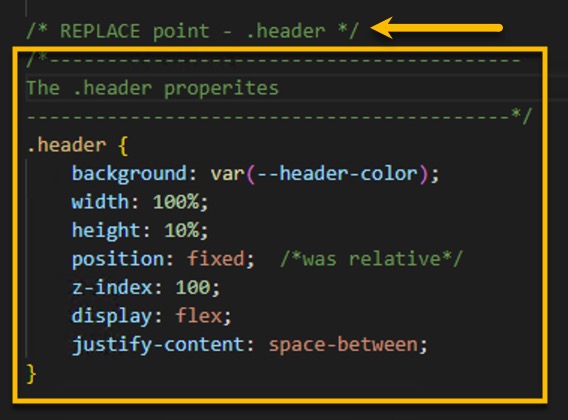 /* REPLACE point - .header */
/*-----------------------------------------
The .header properites
------------------------------------------*/
.header {
background: var(--header-color);
width: 100%;
height: 10%;
position: fixed;  /*was relative*/
z-index: 100;
display: flex;
justify-content: space-between;
}